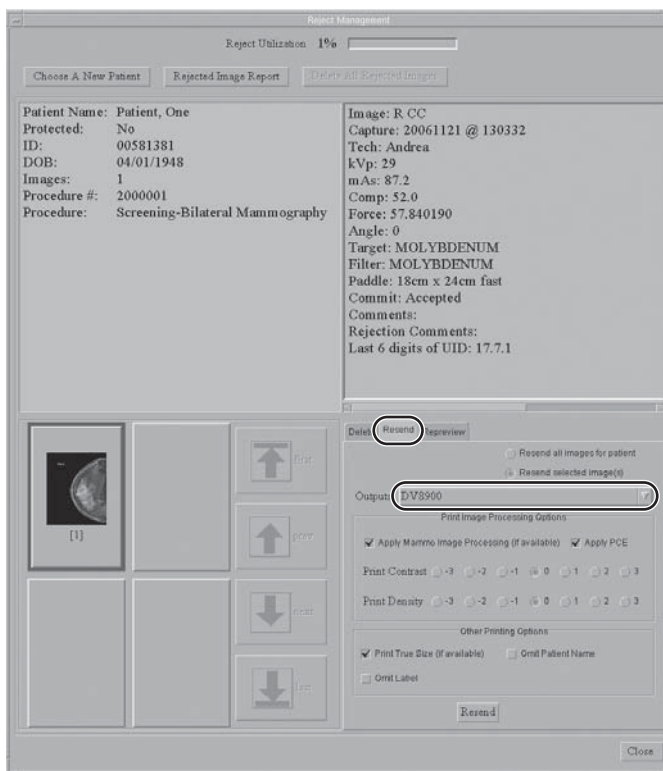 Reject Management
Reject Utilization 1%
Choose A New Patient Rejected Image Report Delete All Rejected Images
Patient Name: Patient, One
Protected: No
ID: 00581381
DOB: 04/01/1948
Images: 1
Procedure #: 2000001
Procedure: Screening-Bilateral Mammography
Image: R CC
Capture: 20061121 @ 130332
Tech: Andrea
kVp: 29
mAs: 87.2
Comp: 52.0
Force: 57.840190
Angle: 0
Target: MOLYBDENUM
Filter: MOLYBDENUM
Paddle: 18cm x 24cm fast
Commit: Accepted
Comments:
Rejection Comments:
Last 6 digits of UID: 17.7.1
[1]
first
prev
next
last
Delete Resend Repreview
Resend all images for patient
Resend selected image(s)
Output: DV8900
Print Image Processing Options
Apply Mammo Image Processing (if available) Apply PCE
Print Contrast -3 -2 -1 0 1 2 3
Print Density -3 -2 -1 0 1 2 3
Other Printing Options
Print True Size (if available) Omit Patient Name
Omit Label
Resend
Close